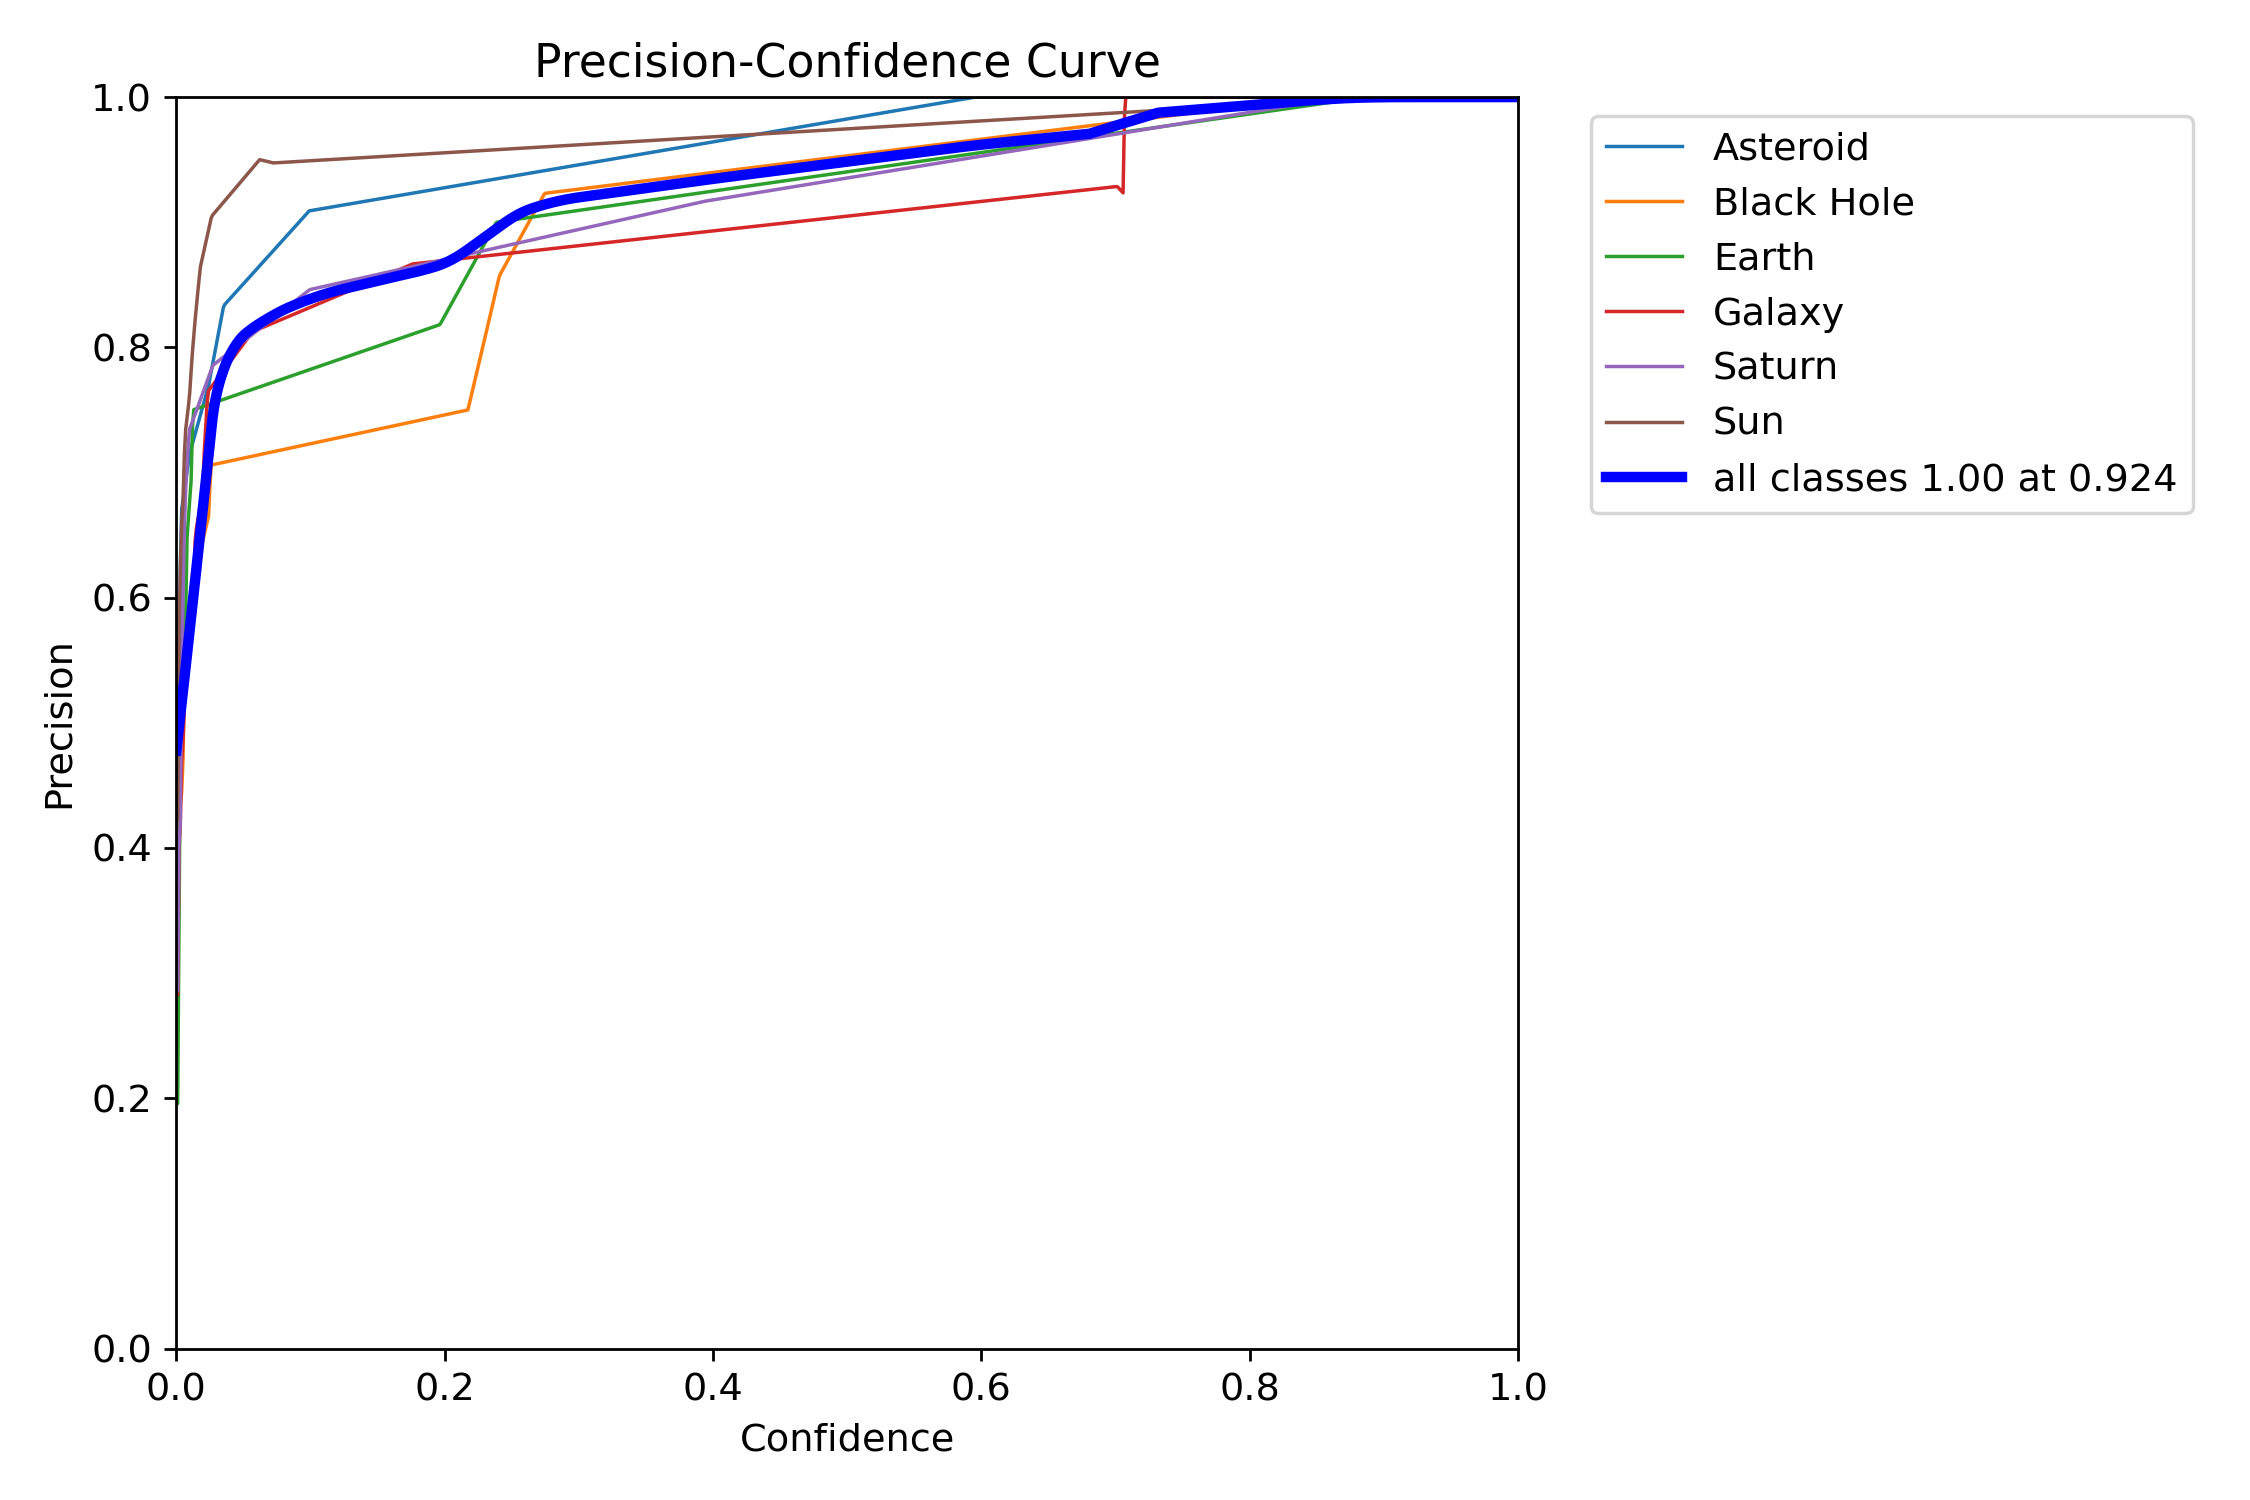 Precision-Confidence Curve
1.0
0.8
0.6
0.4
0.2
0.0
Precision
0.0 0.2 0.4 0.6 0.8 1.0
Confidence
Asteroid
Black Hole
Earth
Galaxy
Saturn
Sun
all classes 1.00 at 0.924